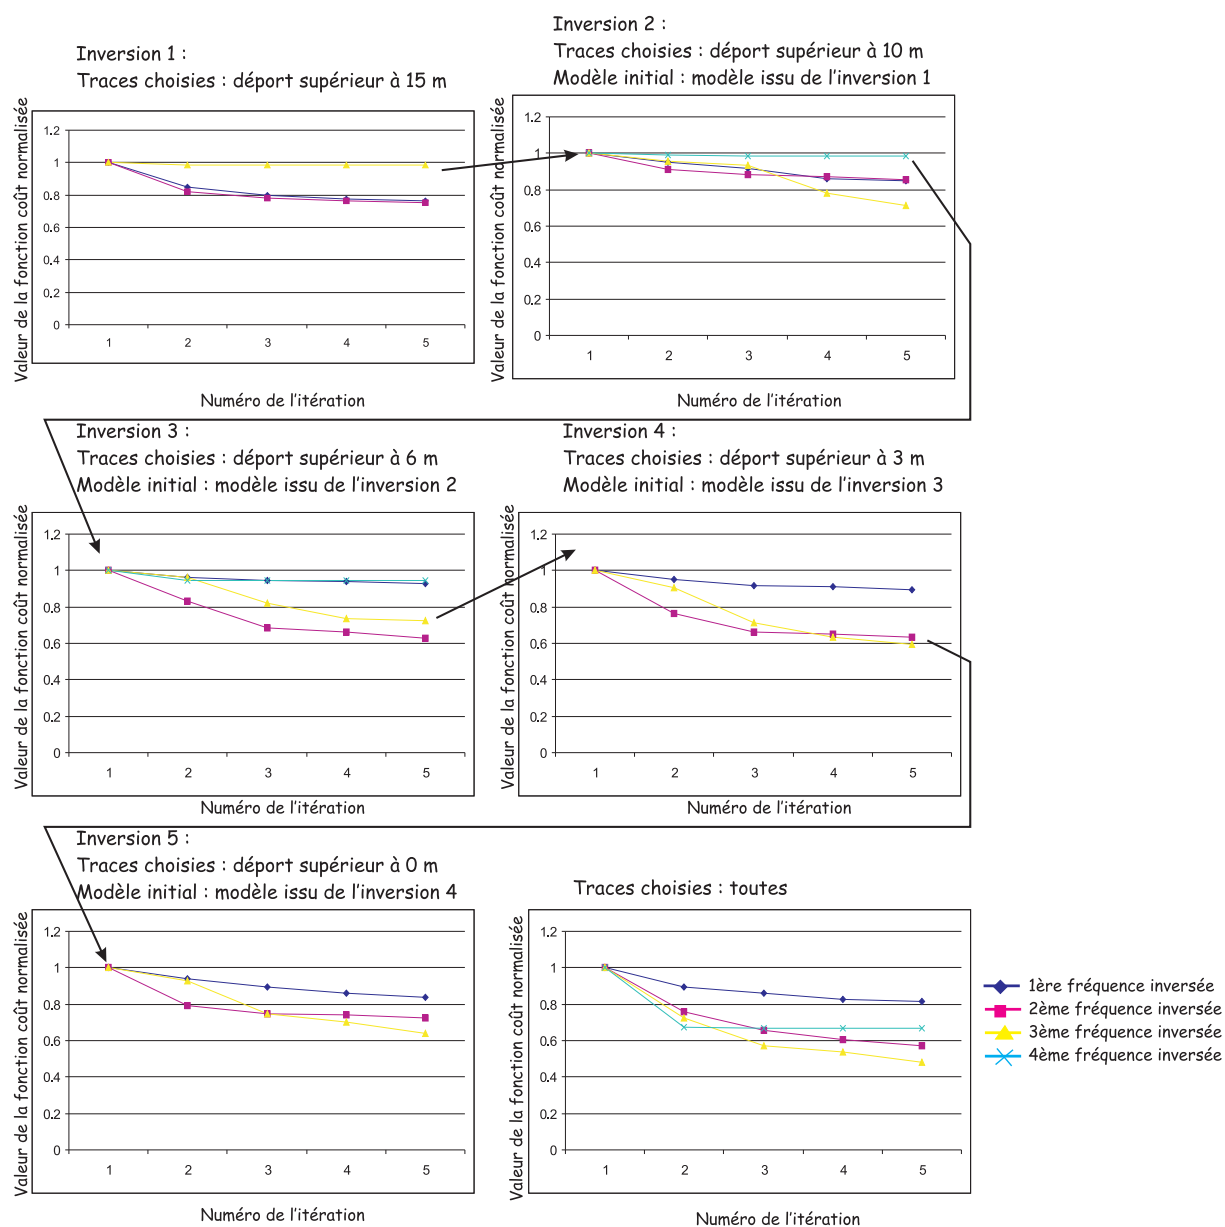 Inversion 1 :
Traces choisies : déport supérieur à 15 m
Valeur de la fonction coût normalisée
1.2
1
0.8
0.6
0.4
0.2
0
1 2 3 4 5
Numéro de l'itération
Inversion 2 :
Traces choisies : déport supérieur à 10 m
Modèle initial : modèle issu de l'inversion 1
Valeur de la fonction coût normalisée
1.2
1
0.8
0.6
0.4
0.2
0
1 2 3 4 5
Numéro de l'itération
Inversion 3 :
Traces choisies : déport supérieur à 6 m
Modèle initial : modèle issu de l'inversion 2
Valeur de la fonction coût normalisée
1.2
1
0.8
0.6
0.4
0.2
0
1 2 3 4 5
Numéro de l'itération
Inversion 4 :
Traces choisies : déport supérieur à 3 m
Modèle initial : modèle issu de l'inversion 3
Valeur de la fonction coût normalisée
1.2
1
0.8
0.6
0.4
0.2
0
1 2 3 4 5
Numéro de l'itération
Inversion 5 :
Traces choisies : déport supérieur à 0 m
Modèle initial : modèle issu de l'inversion 4
Valeur de la fonction coût normalisée
1.2
1
0.8
0.6
0.4
0.2
0
1 2 3 4 5
Numéro de l'itération
Traces choisies : toutes
Valeur de la fonction coût normalisée
1.2
1
0.8
0.6
0.4
0.2
0
1 2 3 4 5
Numéro de l'itération
1ère fréquence inversée
2ème fréquence inversée
3ème fréquence inversée
4ème fréquence inversée